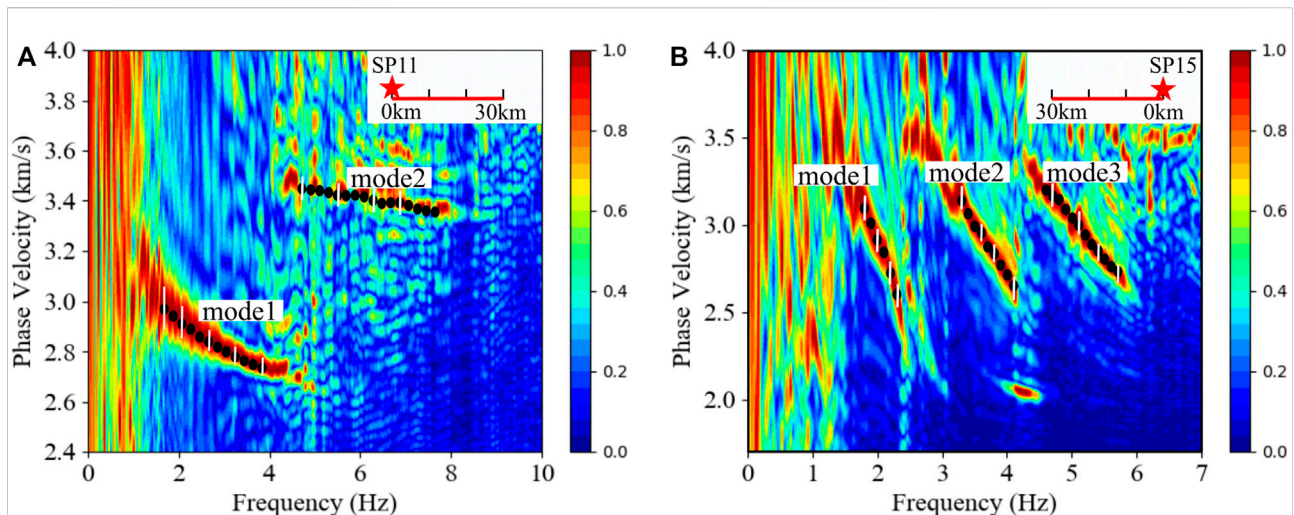 A
Phase Velocity (km/s)
4.0
3.8
3.6
3.4
3.2
3.0
2.8
2.6
2.4
SP11
0km 30km
mode2
mode1
0 2 4 6 8 10
Frequency (Hz)
1.0
0.8
0.6
0.4
0.2
0.0
B
Phase Velocity (km/s)
4.0
3.5
3.0
2.5
2.0
SP15
30km 0km
mode1 mode2 mode3
0 1 2 3 4 5 6 7
Frequency (Hz)
1.0
0.8
0.6
0.4
0.2
0.0